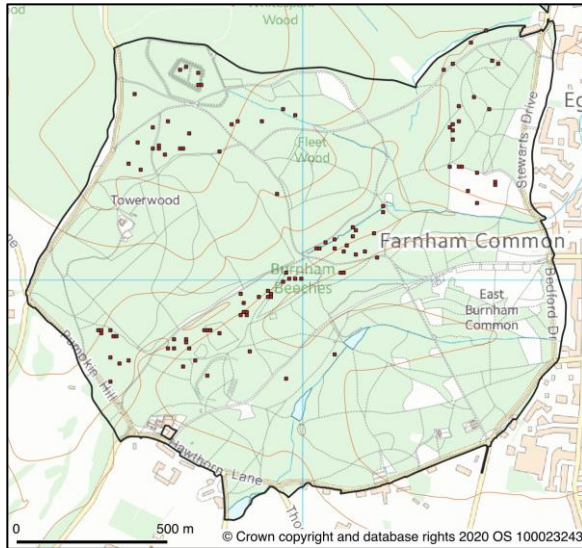 Wood
Eg
Fleet
Wood
Stewarts Drive
Towerwood
Farnham Common
Burnham
Beeches
East
Burnham
Common
Bedford Dr
Pumpkin Hill
Hawthorn Lane
0 500 m
© Crown copyright and database rights 2020 OS 100023243